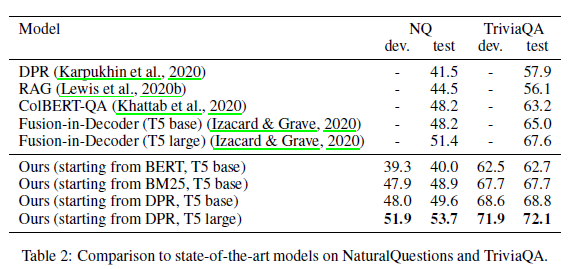 Model NQ TriviaQA
dev. test dev. test
DPR (Karpukhin et al., 2020) - 41.5 - 57.9
RAG (Lewis et al., 2020b) - 44.5 - 56.1
ColBERT-QA (Khattab et al., 2020) - 48.2 - 63.2
Fusion-in-Decoder (T5 base) (Izacard & Grave, 2020) - 48.2 - 65.0
Fusion-in-Decoder (T5 large) (Izacard & Grave, 2020) - 51.4 - 67.6
Ours (starting from BERT, T5 base) 39.3 40.0 62.5 62.7
Ours (starting from BM25, T5 base) 47.9 48.9 67.7 67.7
Ours (starting from DPR, T5 base) 48.0 49.6 68.6 68.8
Ours (starting from DPR, T5 large) 51.9 53.7 71.9 72.1
Table 2: Comparison to state-of-the-art models on NaturalQuestions and TriviaQA.